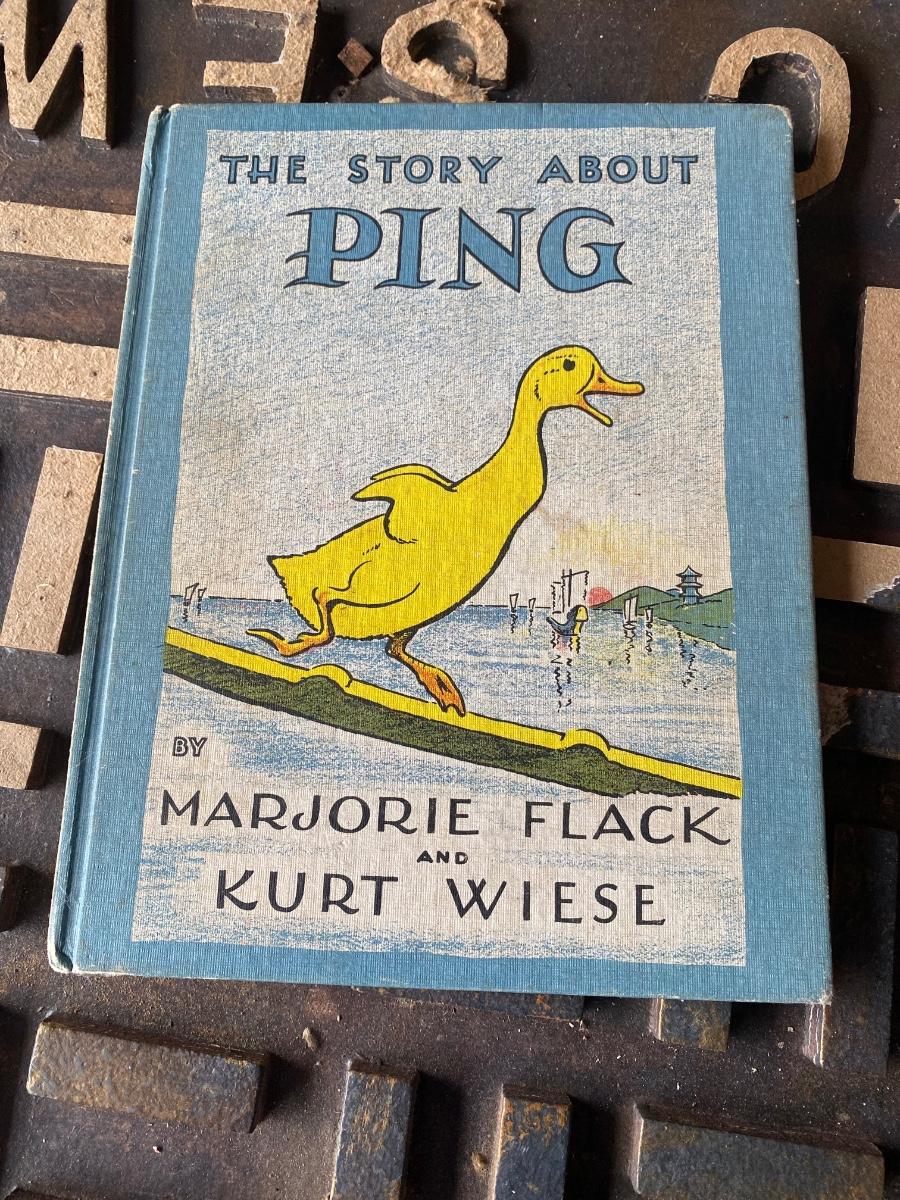 THE STORY ABOUT
PING
BY
MARJORIE FLACK
AND
KURT WIESE